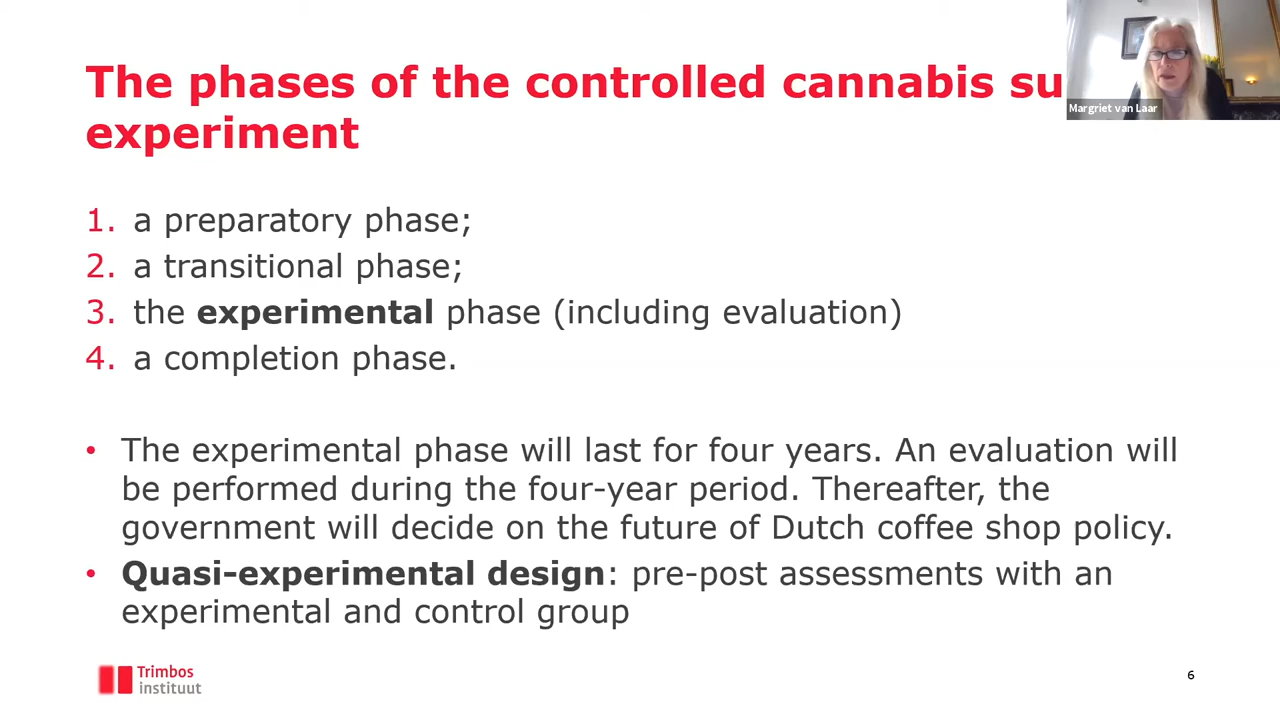 The phases of the controlled cannabis su
experiment
Margriet van Laar
1. a preparatory phase;
2. a transitional phase;
3. the experimental phase (including evaluation)
4. a completion phase.
• The experimental phase will last for four years. An evaluation will
be performed during the four-year period. Thereafter, the
government will decide on the future of Dutch coffee shop policy.
• Quasi-experimental design: pre-post assessments with an
experimental and control group
Trimbos
instituut
6